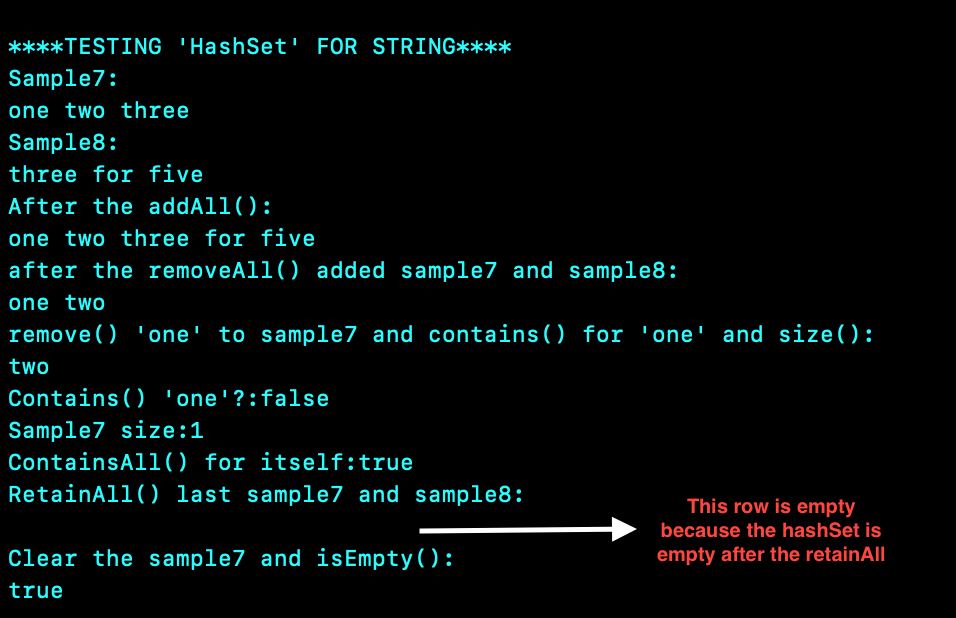 ****TESTING 'HashSet' FOR STRING****
Sample7:
one two three
Sample8:
three for five
After the addAll():
one two three for five
after the removeAll() added sample7 and sample8:
one two
remove() 'one' to sample7 and contains() for 'one' and size():
two
Contains() 'one'?:false
Sample7 size:1
ContainsAll() for itself:true
RetainAll() last sample7 and sample8:
This row is empty
because the hashSet is
empty after the retainAll
Clear the sample7 and isEmpty():
true